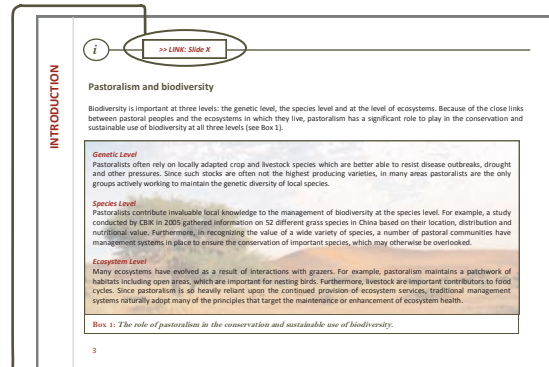 i
>> LINK: Slide X
INTRODUCTION
Pastoralism and biodiversity
Biodiversity is important at three levels: the genetic level, the species level and at the level of ecosystems. Because of the close links
between pastoral peoples and the ecosystems in which they live, pastoralism has a significant role to play in the conservation and
sustainable use of biodiversity at all three levels (see Box 1).
Genetic Level
Pastoralists often rely on locally adapted crop and livestock species which are better able to resist disease outbreaks, drought
and other pressures. Since such stocks are often not the highest producing varieties, in many areas pastoralists are the only
groups actively working to maintain the genetic diversity of local species.
Species Level
Pastoralists contribute invaluable local knowledge to the management of biodiversity at the species level. For example, a study
conducted by CBIK in 2005 gathered information on 52 different grass species in China based on their location, distribution and
nutritional value. Furthermore, in recognizing the value of a wide variety of species, a number of pastoral communities have
management systems in place to ensure the conservation of important species, which may otherwise be overlooked.
Ecosystem Level
Many ecosystems have evolved as a result of interactions with grazers. For example, pastoralism maintains a patchwork of
habitats including open areas, which are important for nesting birds. Furthermore, livestock are important contributors to food
cycles. Since pastoralism is so heavily reliant upon the continued provision of ecosystem services, traditional management
systems naturally adopt many of the principles that target the maintenance or enhancement of ecosystem health.
Box 1: The role of pastoralism in the conservation and sustainable use of biodiversity.
3